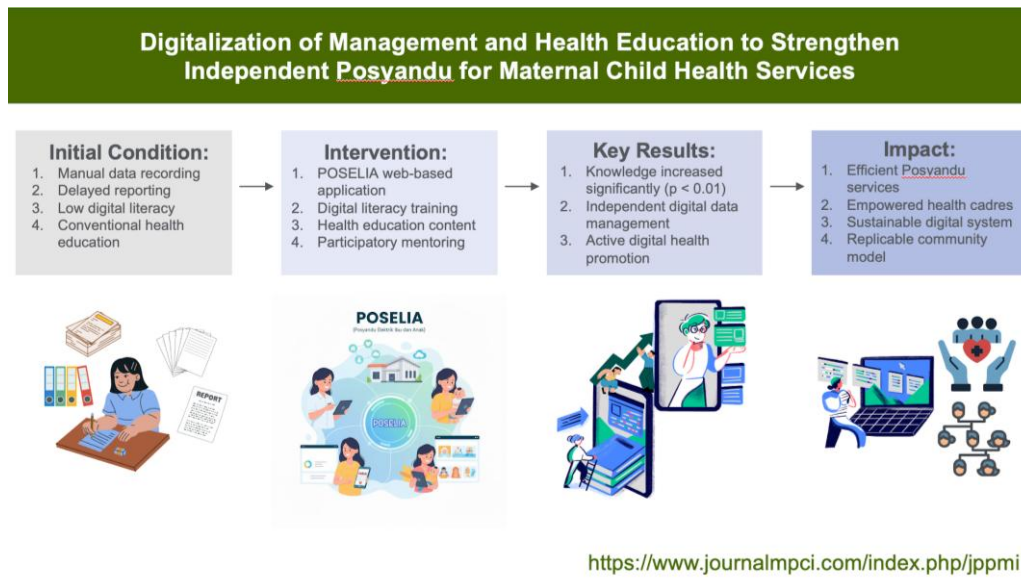 Digitalization of Management and Health Education to Strengthen
Independent Posyandu for Maternal Child Health Services
Initial Condition:
1. Manual data recording
2. Delayed reporting
3. Low digital literacy
4. Conventional health
education
Intervention:
1. POSELIA web-based
application
2. Digital literacy training
3. Health education content
4. Participatory mentoring
Key Results:
1. Knowledge increased
significantly (p < 0.01)
2. Independent digital data
management
3. Active digital health
promotion
Impact:
1. Efficient Posyandu
services
2. Empowered health cadres
3. Sustainable digital system
4. Replicable community
model
REPORT
POSELIA
POSELIA
https://www.journalmpci.com/index.php/jppmi